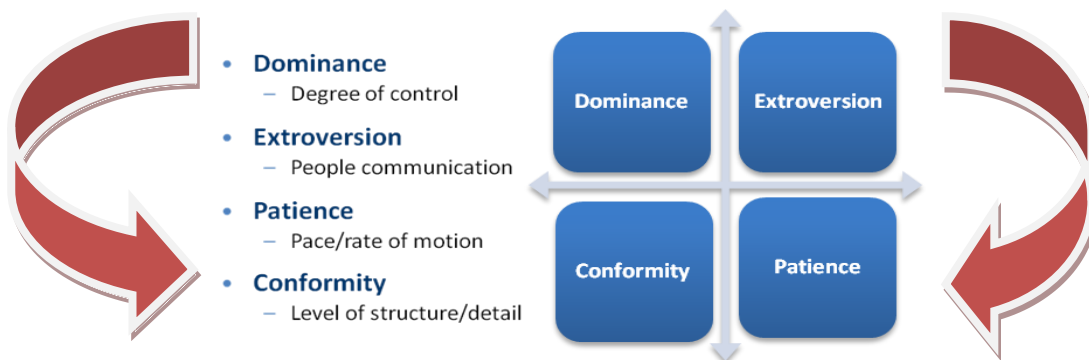 • Dominance
– Degree of control
• Extroversion
– People communication
• Patience
– Pace/rate of motion
• Conformity
– Level of structure/detail
Dominance
Extroversion
Conformity
Patience